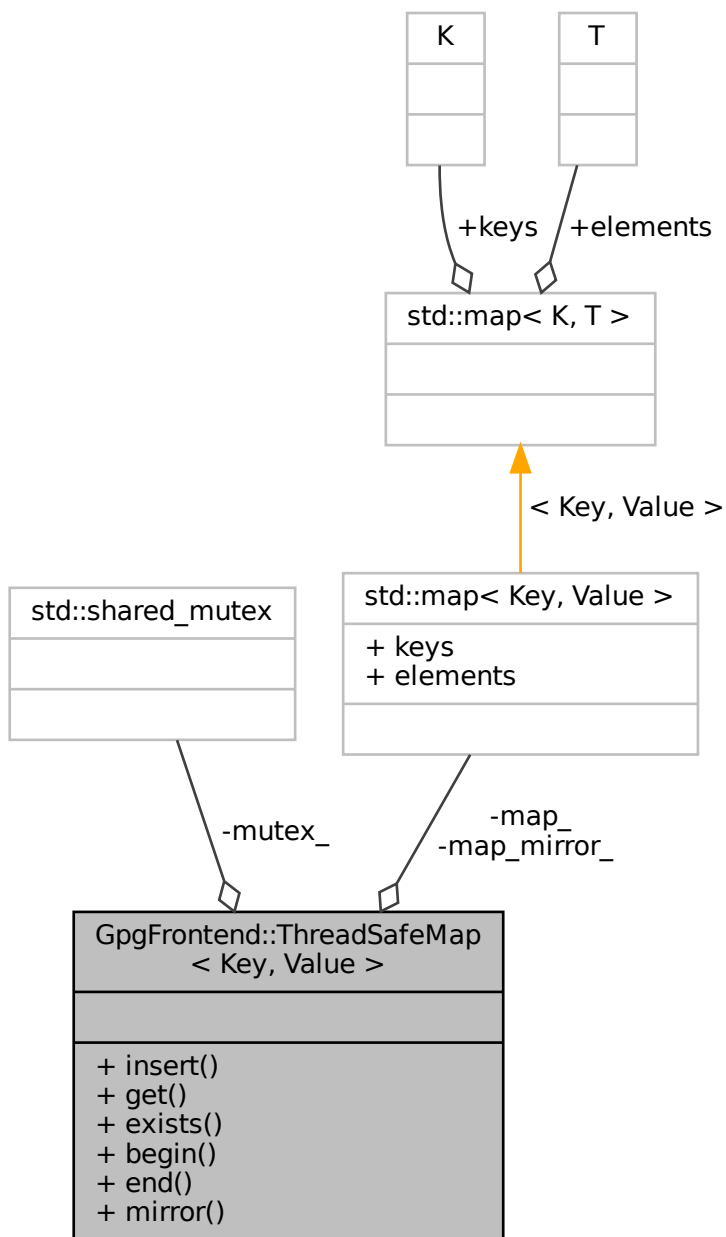 K
T
+keys
+elements
std::map< K, T >
< Key, Value >
std::shared_mutex
std::map< Key, Value >
+ keys
+ elements
-mutex_
-map_
-map_mirror_
GpgFrontend::ThreadSafeMap
< Key, Value >
+ insert()
+ get()
+ exists()
+ begin()
+ end()
+ mirror()